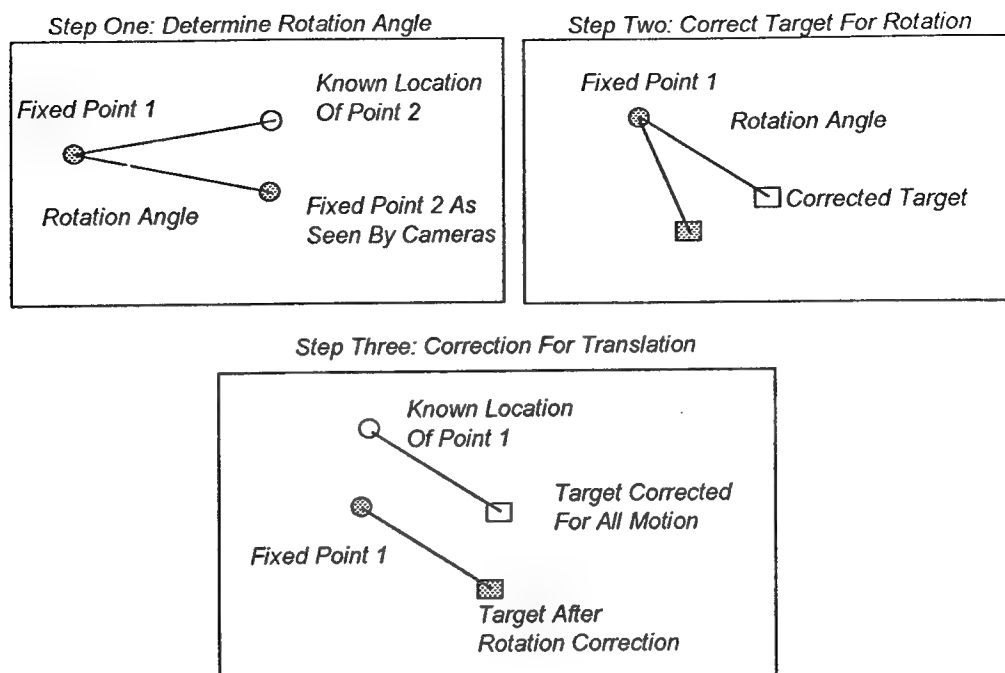 Step One: Determine Rotation Angle
Fixed Point 1
Known Location
Of Point 2
Rotation Angle
Fixed Point 2 As
Seen By Cameras
Step Two: Correct Target For Rotation
Fixed Point 1
Rotation Angle
Corrected Target
Step Three: Correction For Translation
Known Location
Of Point 1
Target Corrected
For All Motion
Fixed Point 1
Target After
Rotation Correction